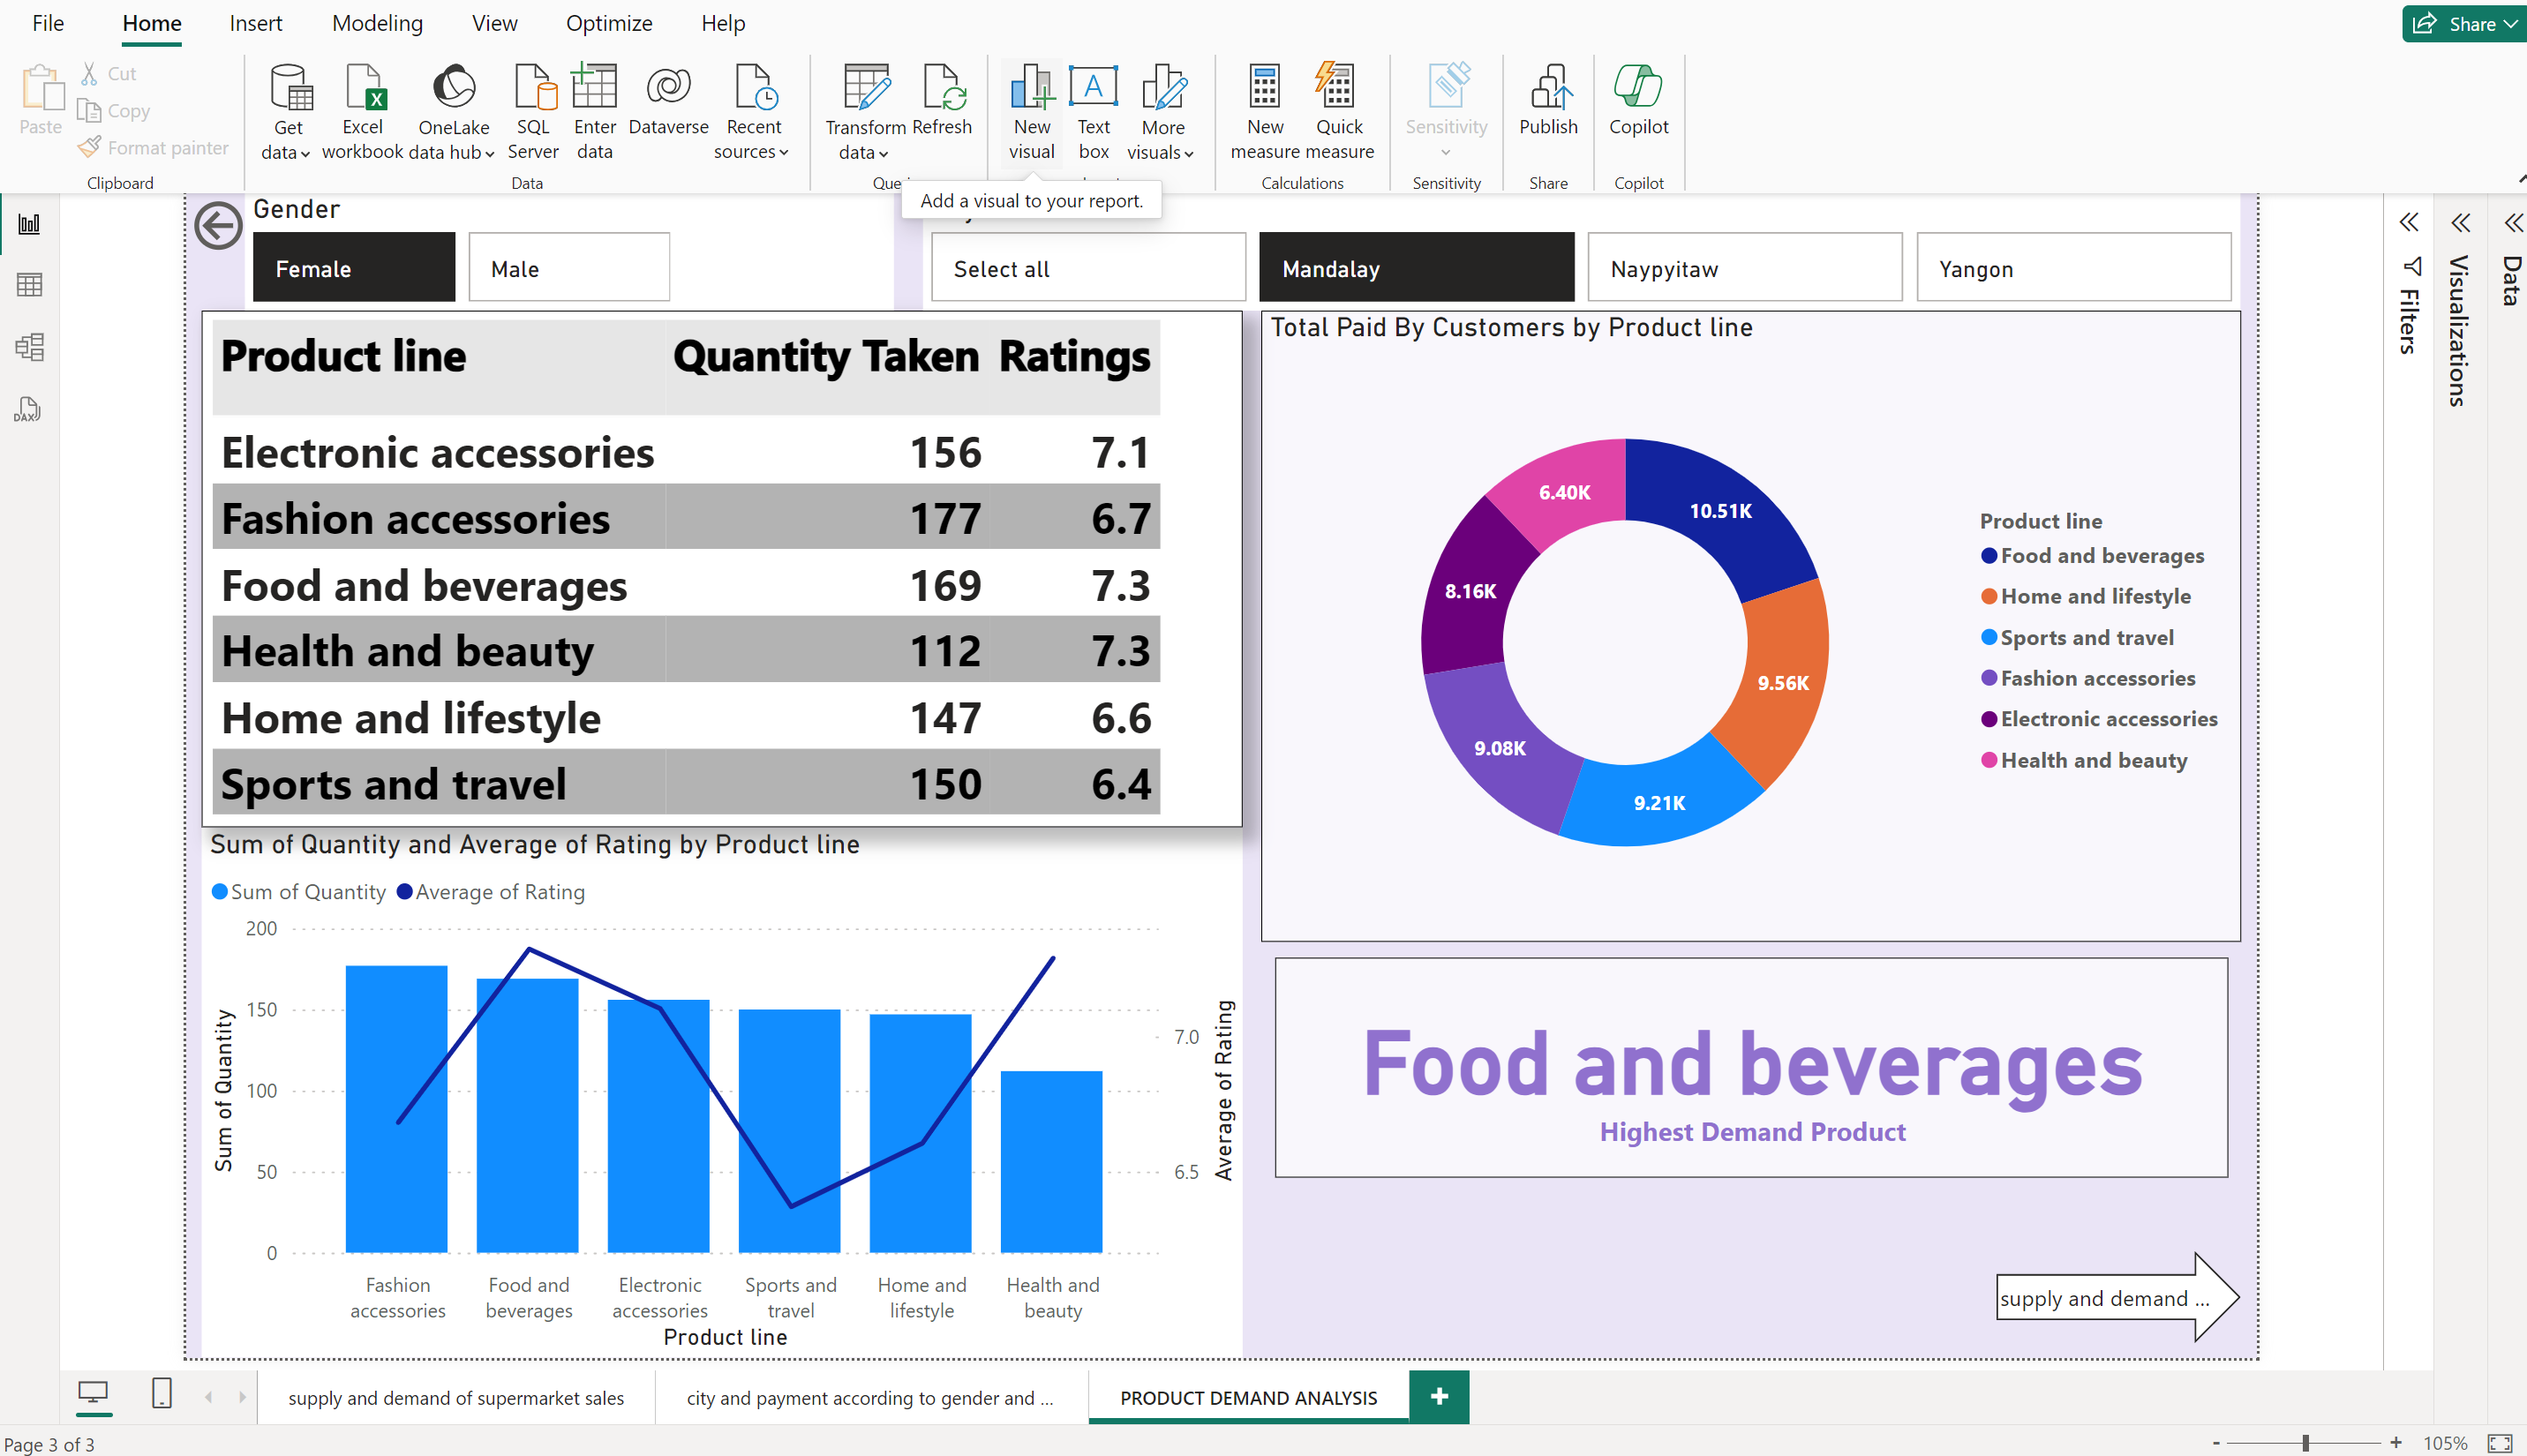 File Home Insert Modeling View Optimize Help
Share
Paste
Cut
Copy
Format painter
Clipboard
Get data
Excel workbook
OneLake data hub
SQL Server
Enter data
Dataverse
Recent sources
Data
Transform data
Refresh
New visual
Text box
More visuals
New measure
Quick measure
Calculations
Sensitivity
Sensitivity
Publish
Share
Copilot
Copilot
Add a visual to your report.
Gender
Female
Male
Select all
Mandalay
Naypyitaw
Yangon
Filters
Visualizations
Data
DAX
Product line Quantity Taken Ratings
Electronic accessories 156 7.1
Fashion accessories 177 6.7
Food and beverages 169 7.3
Health and beauty 112 7.3
Home and lifestyle 147 6.6
Sports and travel 150 6.4
Total Paid By Customers by Product line
10.51K
9.56K
9.21K
9.08K
8.16K
6.40K
Product line
Food and beverages
Home and lifestyle
Sports and travel
Fashion accessories
Electronic accessories
Health and beauty
Sum of Quantity and Average of Rating by Product line
Sum of Quantity Average of Rating
200
150
100
50
0
Sum of Quantity
7.0
6.5
Average of Rating
Fashion accessories
Food and beverages
Electronic accessories
Sports and travel
Home and lifestyle
Health and beauty
Product line
Food and beverages
Highest Demand Product
supply and demand ...
supply and demand of supermarket sales
city and payment according to gender and ...
PRODUCT DEMAND ANALYSIS
+
Page 3 of 3
- + 105%